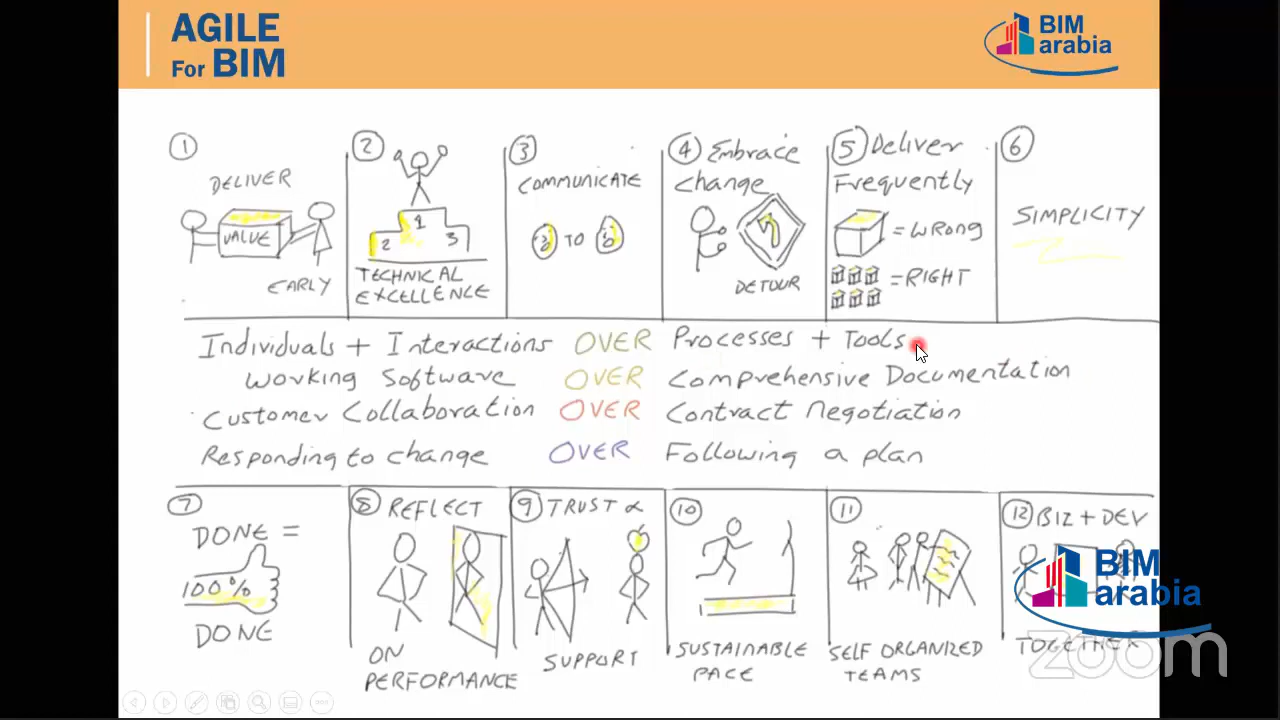 AGILE
For BIM
BIM
arabia
1
DELIVER
VALUE
EARLY
2
1
2
3
TECHNICAL
EXCELLENCE
3
COMMUNICATE
TO
4 Embrace
change
DETOUR
5 Deliver
Frequently
= WRONG
= RIGHT
6
SIMPLICITY
Individuals + Interactions OVER Processes + Tools
Working Software OVER Comprehensive Documentation
Customer Collaboration OVER Contract Negotiation
Responding to change OVER Following a plan
7
DONE =
100%
DONE
8 REFLECT
ON
PERFORMANCE
9 TRUST &
SUPPORT
10
SUSTAINABLE
PACE
11
SELF ORGANIZED
TEAMS
12 BIZ + DEV
TOGETHER
BIM
arabia
zoom